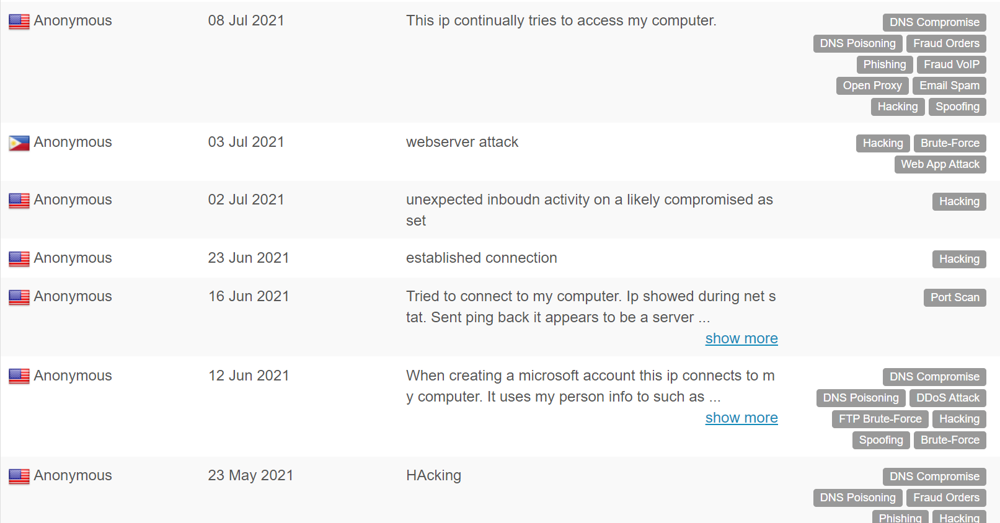 Anonymous 08 Jul 2021 This ip continually tries to access my computer. DNS Compromise
DNS Poisoning Fraud Orders
Phishing Fraud VoIP
Open Proxy Email Spam
Hacking Spoofing
Anonymous 03 Jul 2021 webserver attack Hacking Brute-Force
Web App Attack
Anonymous 02 Jul 2021 unexpected inboudn activity on a likely compromised as Hacking
set
Anonymous 23 Jun 2021 established connection Hacking
Anonymous 16 Jun 2021 Tried to connect to my computer. Ip showed during net s Port Scan
tat. Sent ping back it appears to be a server ...
show more
Anonymous 12 Jun 2021 When creating a microsoft account this ip connects to m DNS Compromise
y computer. It uses my person info to such as ... DNS Poisoning DDoS Attack
show more FTP Brute-Force Hacking
Spoofing Brute-Force
Anonymous 23 May 2021 HAcking DNS Compromise
DNS Poisoning Fraud Orders
Phishing Hacking